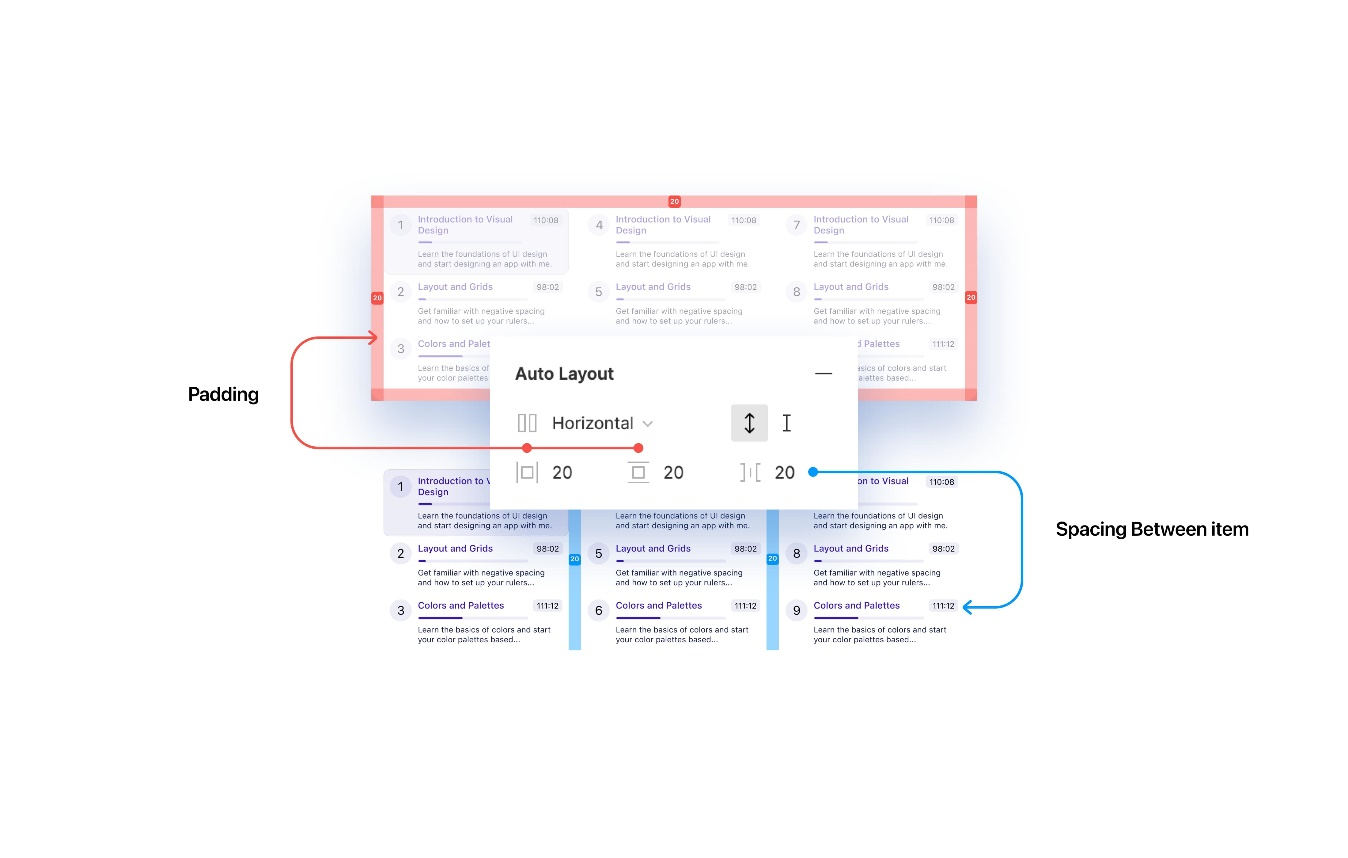 20
1
Introduction to Visual
Design
110:08
Learn the foundations of UI design
and start designing an app with me.
4
Introduction to Visual
Design
110:08
Learn the foundations of UI design
and start designing an app with me.
7
Introduction to Visual
Design
110:08
Learn the foundations of UI design
and start designing an app with me.
2
Layout and Grids
98:02
Get familiar with negative spacing
and how to set up your rulers...
5
Layout and Grids
98:02
Get familiar with negative spacing
and how to set up your rulers...
8
Layout and Grids
98:02
Get familiar with negative spacing
and how to set up your rulers...
20
20
3
Colors and Palet
Learn the basics
your color palettes
d Palettes
111:12
asics of colors and start
palettes based...
Padding
Auto Layout
Horizontal
20
20
20
Spacing Between item
1
Introduction to V
Design
Learn the foundations of UI design
and start designing an app with me.
Learn the foundations of UI design
and start designing an app with me.
on to Visual
110:08
Learn the foundations of UI design
and start designing an app with me.
2
Layout and Grids
98:02
Get familiar with negative spacing
and how to set up your rulers...
20
5
Layout and Grids
98:02
Get familiar with negative spacing
and how to set up your rulers...
20
8
Layout and Grids
98:02
Get familiar with negative spacing
and how to set up your rulers...
3
Colors and Palettes
111:12
Learn the basics of colors and start
your color palettes based...
6
Colors and Palettes
111:12
Learn the basics of colors and start
your color palettes based...
9
Colors and Palettes
111:12
Learn the basics of colors and start
your color palettes based...